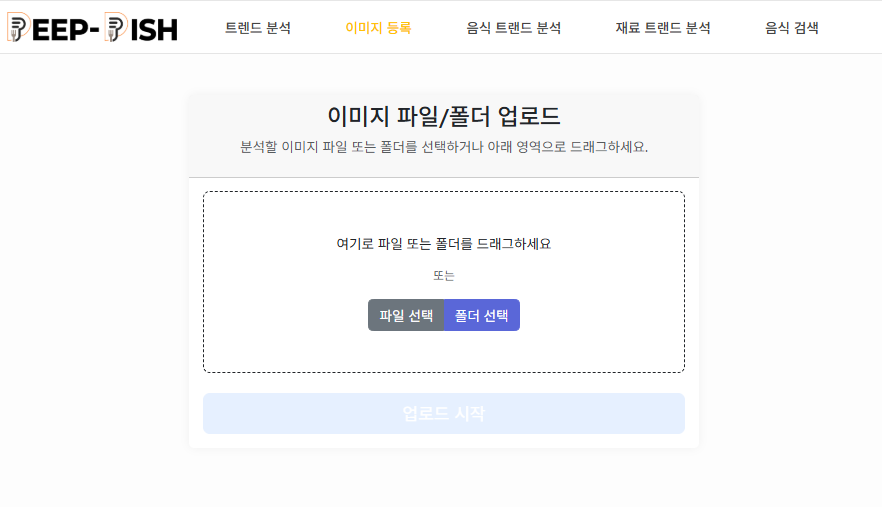 DEEP-DISH
트렌드 분석
이미지 등록
음식 트랜드 분석
재료 트랜드 분석
음식 검색
이미지 파일/폴더 업로드
분석할 이미지 파일 또는 폴더를 선택하거나 아래 영역으로 드래그하세요.
여기로 파일 또는 폴더를 드래그하세요
또는
파일 선택
폴더 선택
업로드 시작